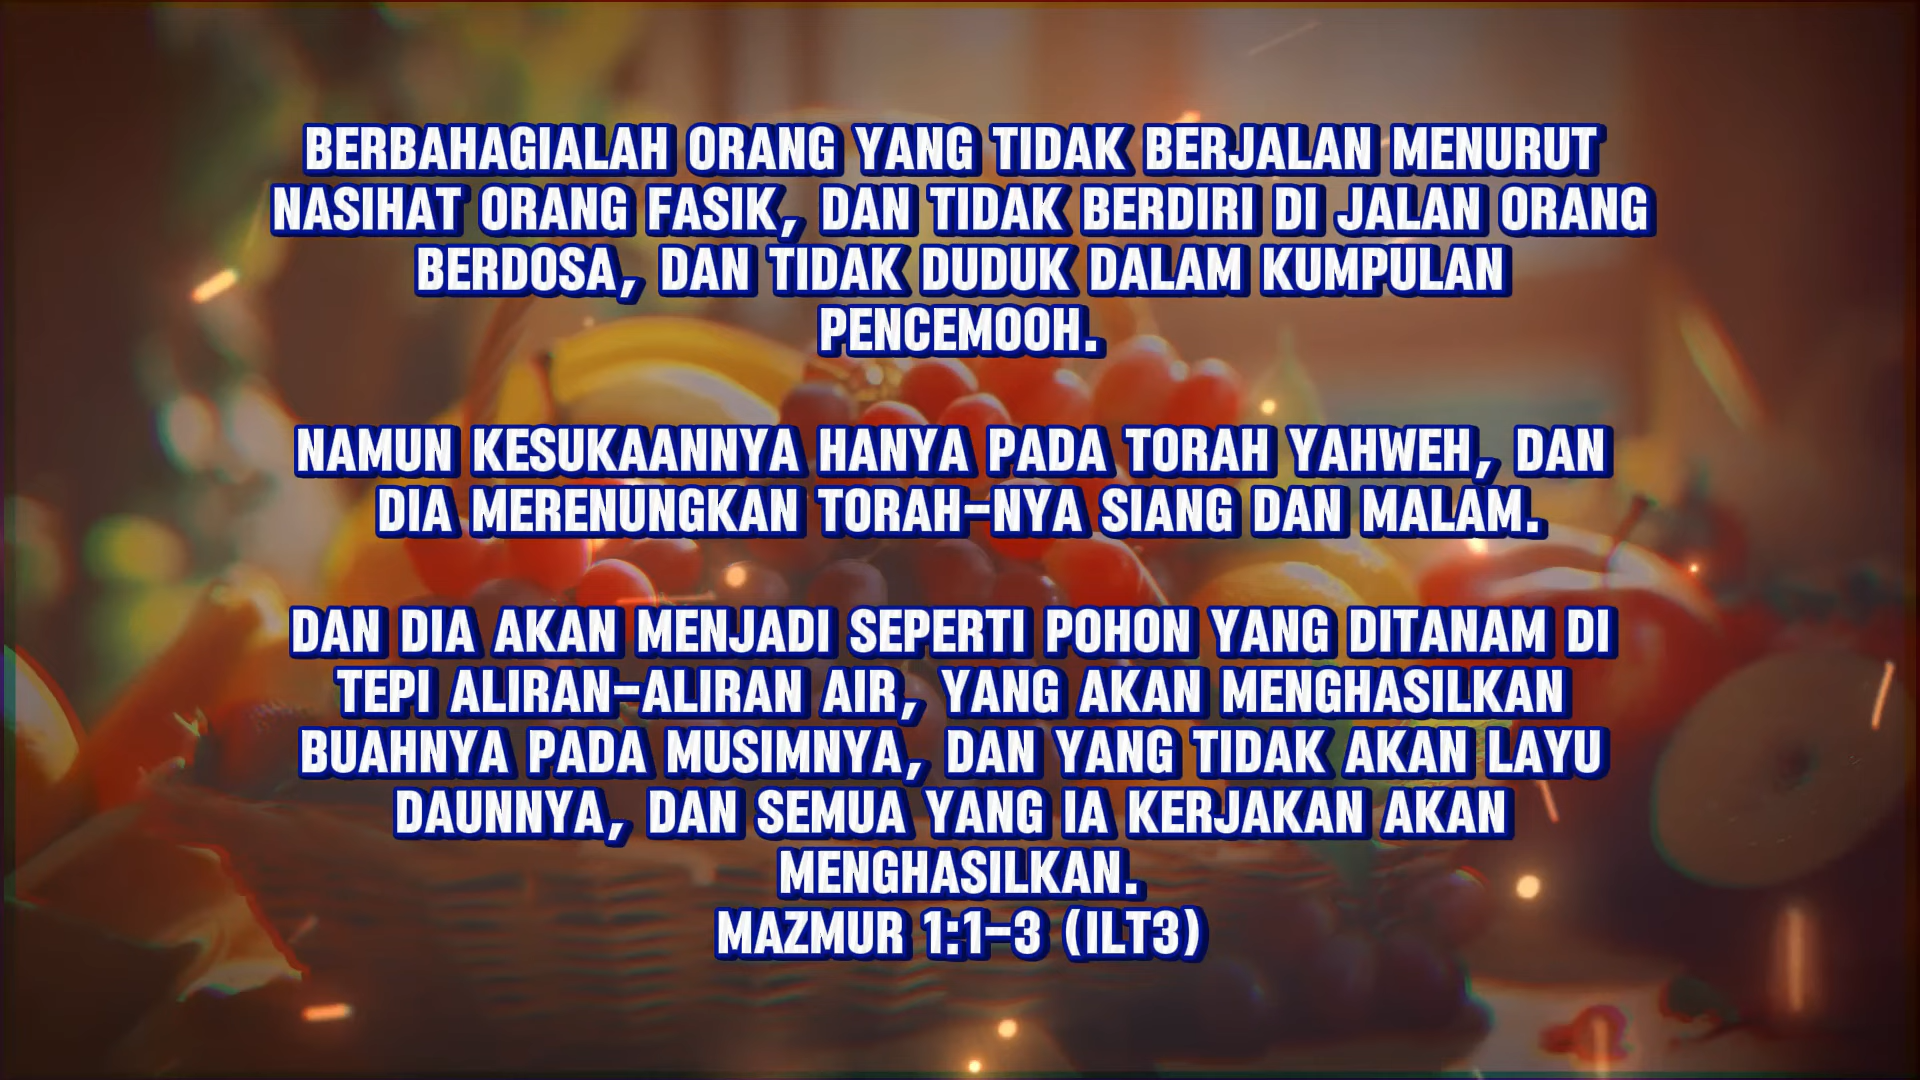 BERBAHAGIALAH ORANG YANG TIDAK BERJALAN MENURUT
NASIHAT ORANG FASIK, DAN TIDAK BERDIRI DI JALAN ORANG
BERDOSA, DAN TIDAK DUDUK DALAM KUMPULAN
PENCEMOOH.
NAMUN KESUKAANNYA HANYA PADA TORAH YAHWEH, DAN
DIA MERENUNGKAN TORAH-NYA SIANG DAN MALAM.
DAN DIA AKAN MENJADI SEPERTI POHON YANG DITANAM DI
TEPI ALIRAN-ALIRAN AIR, YANG AKAN MENGHASILKAN
BUAHNYA PADA MUSIMNYA, DAN YANG TIDAK AKAN LAYU
DAUNNYA, DAN SEMUA YANG IA KERJAKAN AKAN
MENGHASILKAN.
MAZMUR 1:1-3 (ILT3)